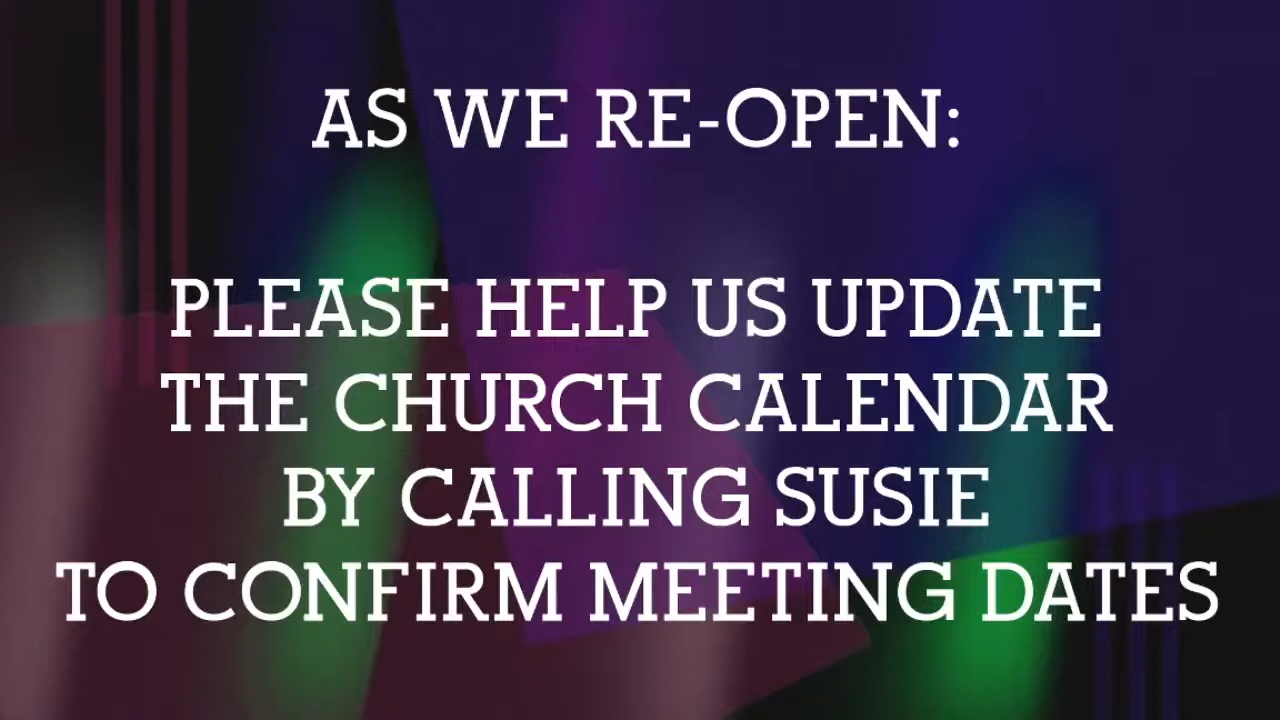 AS WE RE-OPEN:
PLEASE HELP US UPDATE
THE CHURCH CALENDAR
BY CALLING SUSIE
TO CONFIRM MEETING DATES